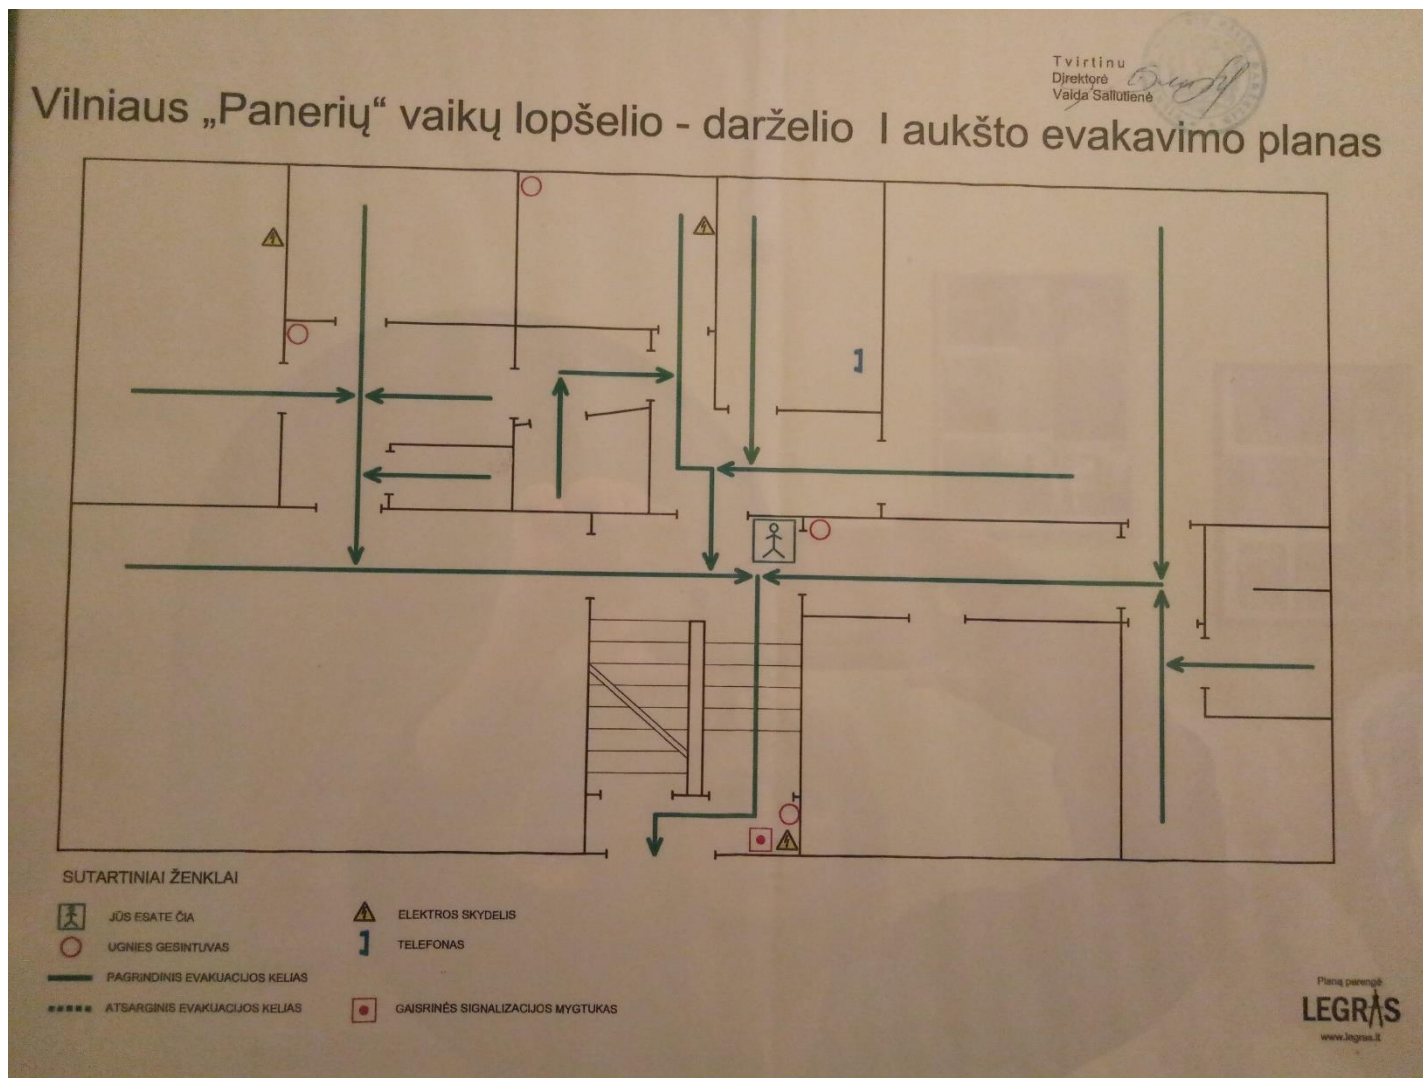 Tvirtinu
Direktorė
Vaida Saliutienė
Vilniaus „Panerių“ vaikų lopšelio - darželio I aukšto evakavimo planas
SUTARTINIAI ŽENKLAI
JŪS ESATE ČIA
UGNIES GESINTUVAS
PAGRINDINIS EVAKUACIJOS KELIAS
ATSARGINIS EVAKUACIJOS KELIAS
ELEKTROS SKYDELIS
TELEFONAS
GAISRINĖS SIGNALIZACIJOS MYGTUKAS
Planą parengė
LEGRAS
www.legras.lt